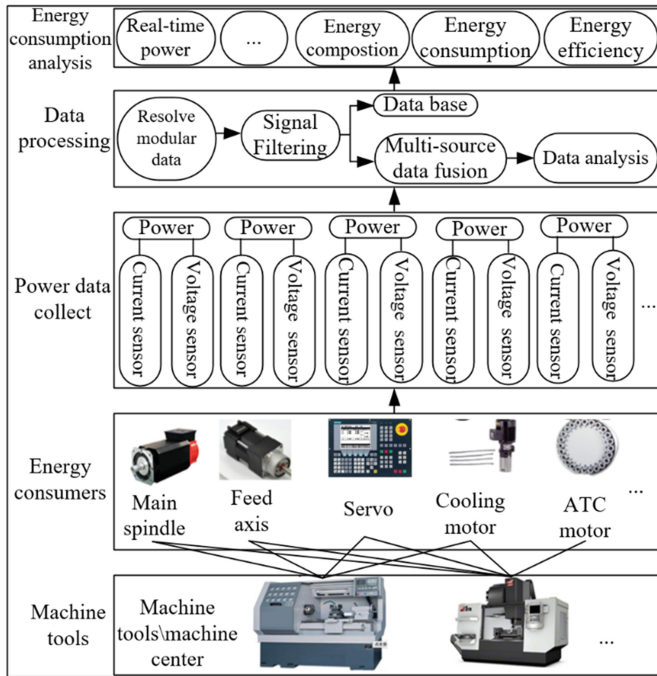 Energy
consumption
analysis
Real-time
power
...
Energy
compostion
Energy
consumption
Energy
efficiency
Data
processing
Resolve
modular
data
Signal
Filtering
Data base
Multi-source
data fusion
Data analysis
Power data
collect
Power
Power
Power
Power
Power
Current sensor
Voltage sensor
Current sensor
Voltage sensor
Current sensor
Voltage sensor
Current sensor
Voltage sensor
Current sensor
Voltage sensor
...
Energy
consumers
Main
spindle
Feed
axis
Servo
Cooling
motor
ATC
motor
...
Machine
tools
Machine
tools\machine
center
...